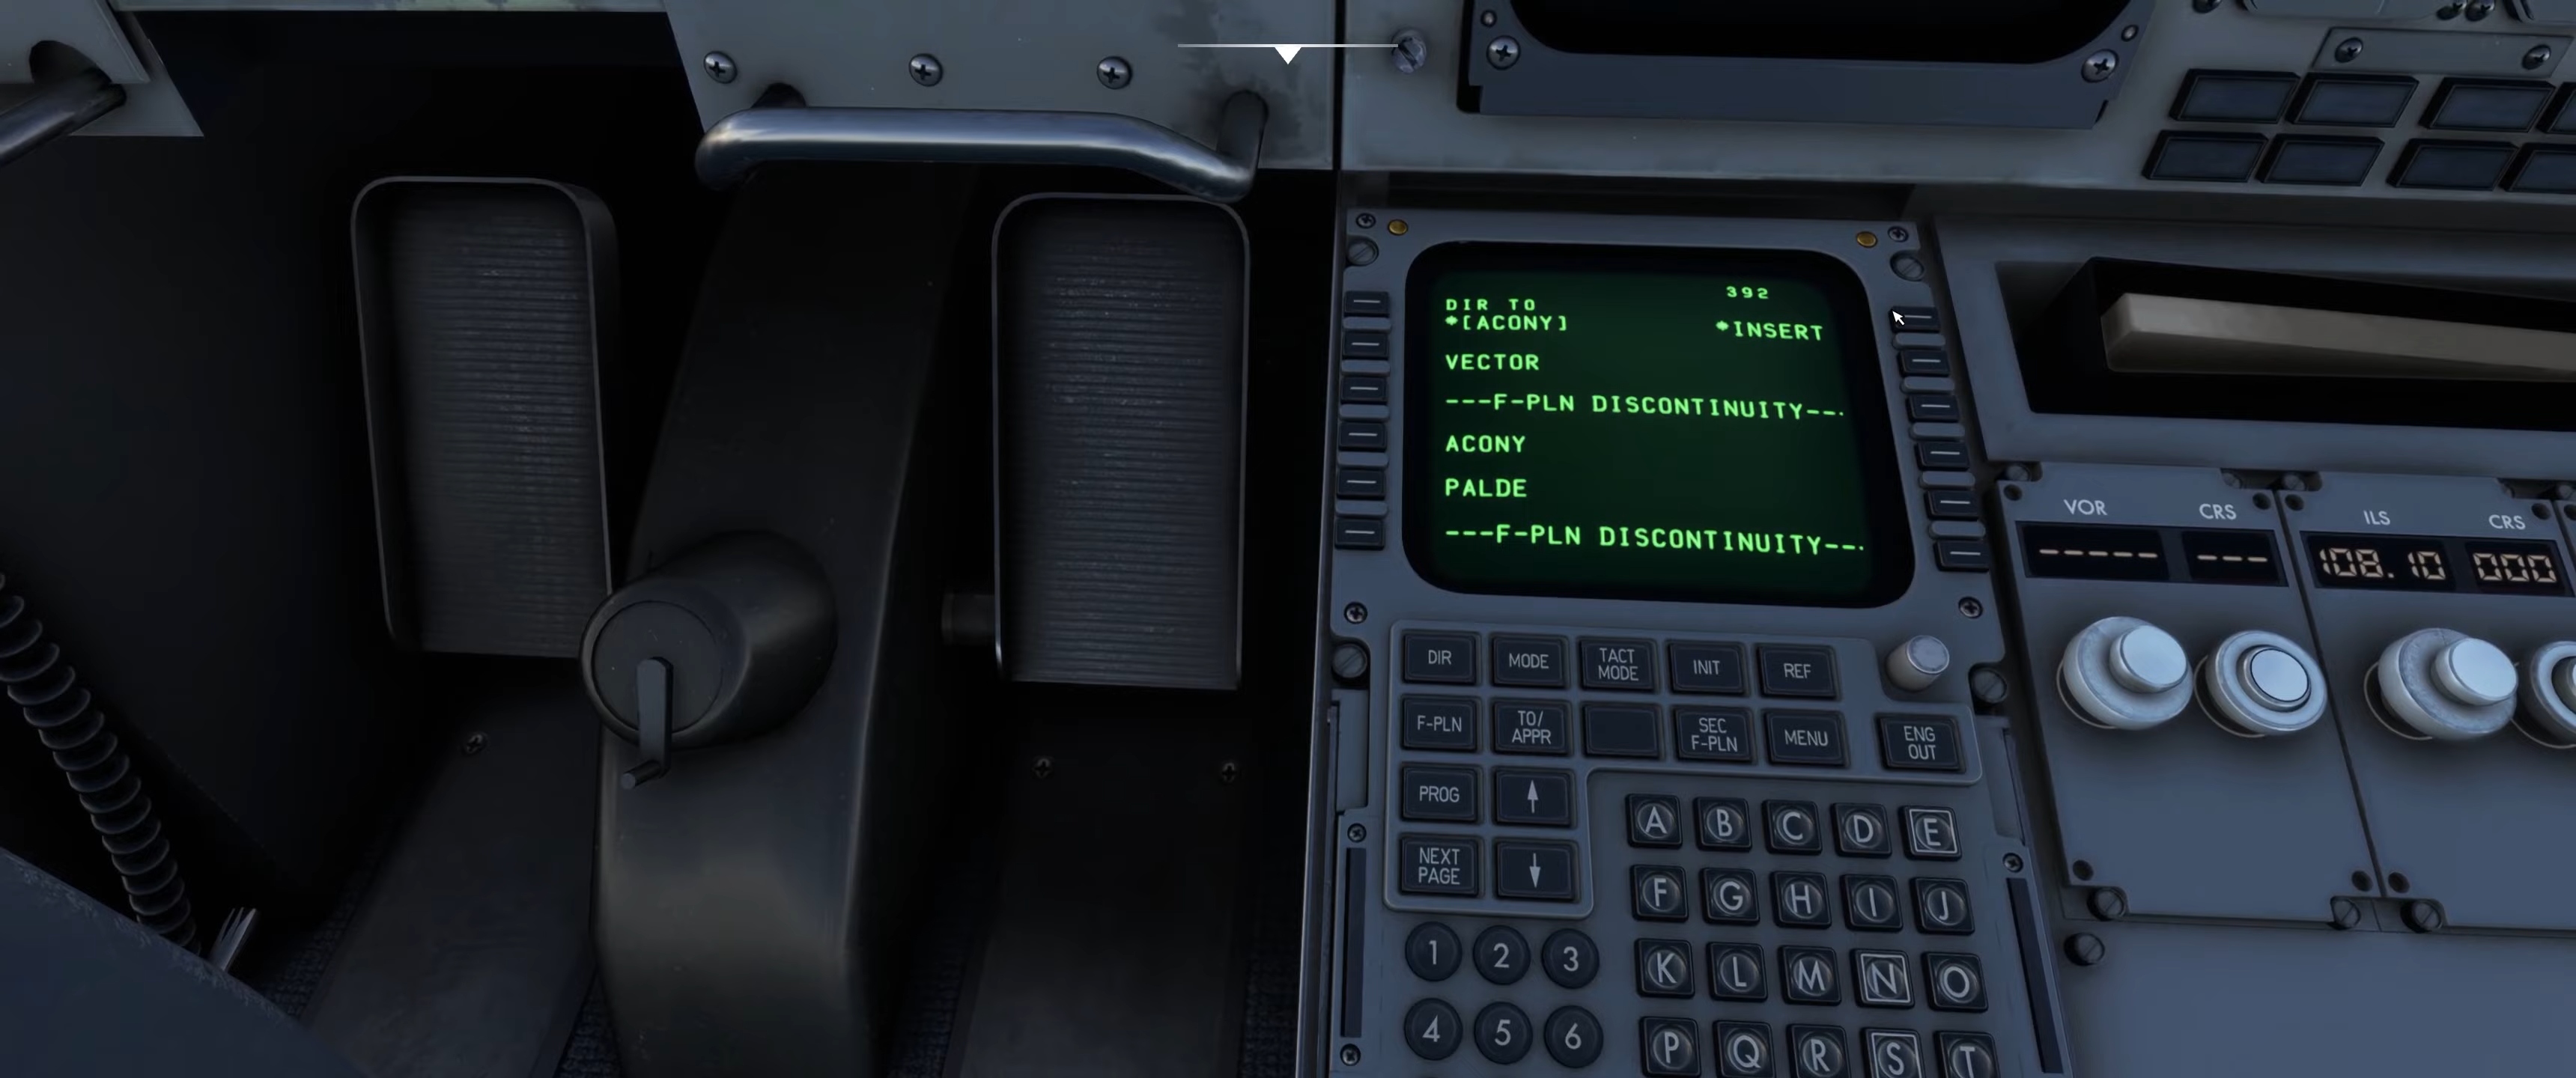 392
DIR TO
*[ACONY] *INSERT
VECTOR
---F-PLN DISCONTINUITY---
ACONY
PALDE
---F-PLN DISCONTINUITY---
VOR CRS ILS CRS
----- --- 108.10 000
DIR MODE TACT MODE INIT REF
F-PLN TO/APPR SEC F-PLN MENU ENG OUT
PROG ↑
NEXT PAGE ↓
A B C D E
F G H I J
1 2 3 K L M N O
4 5 6 P Q R S T